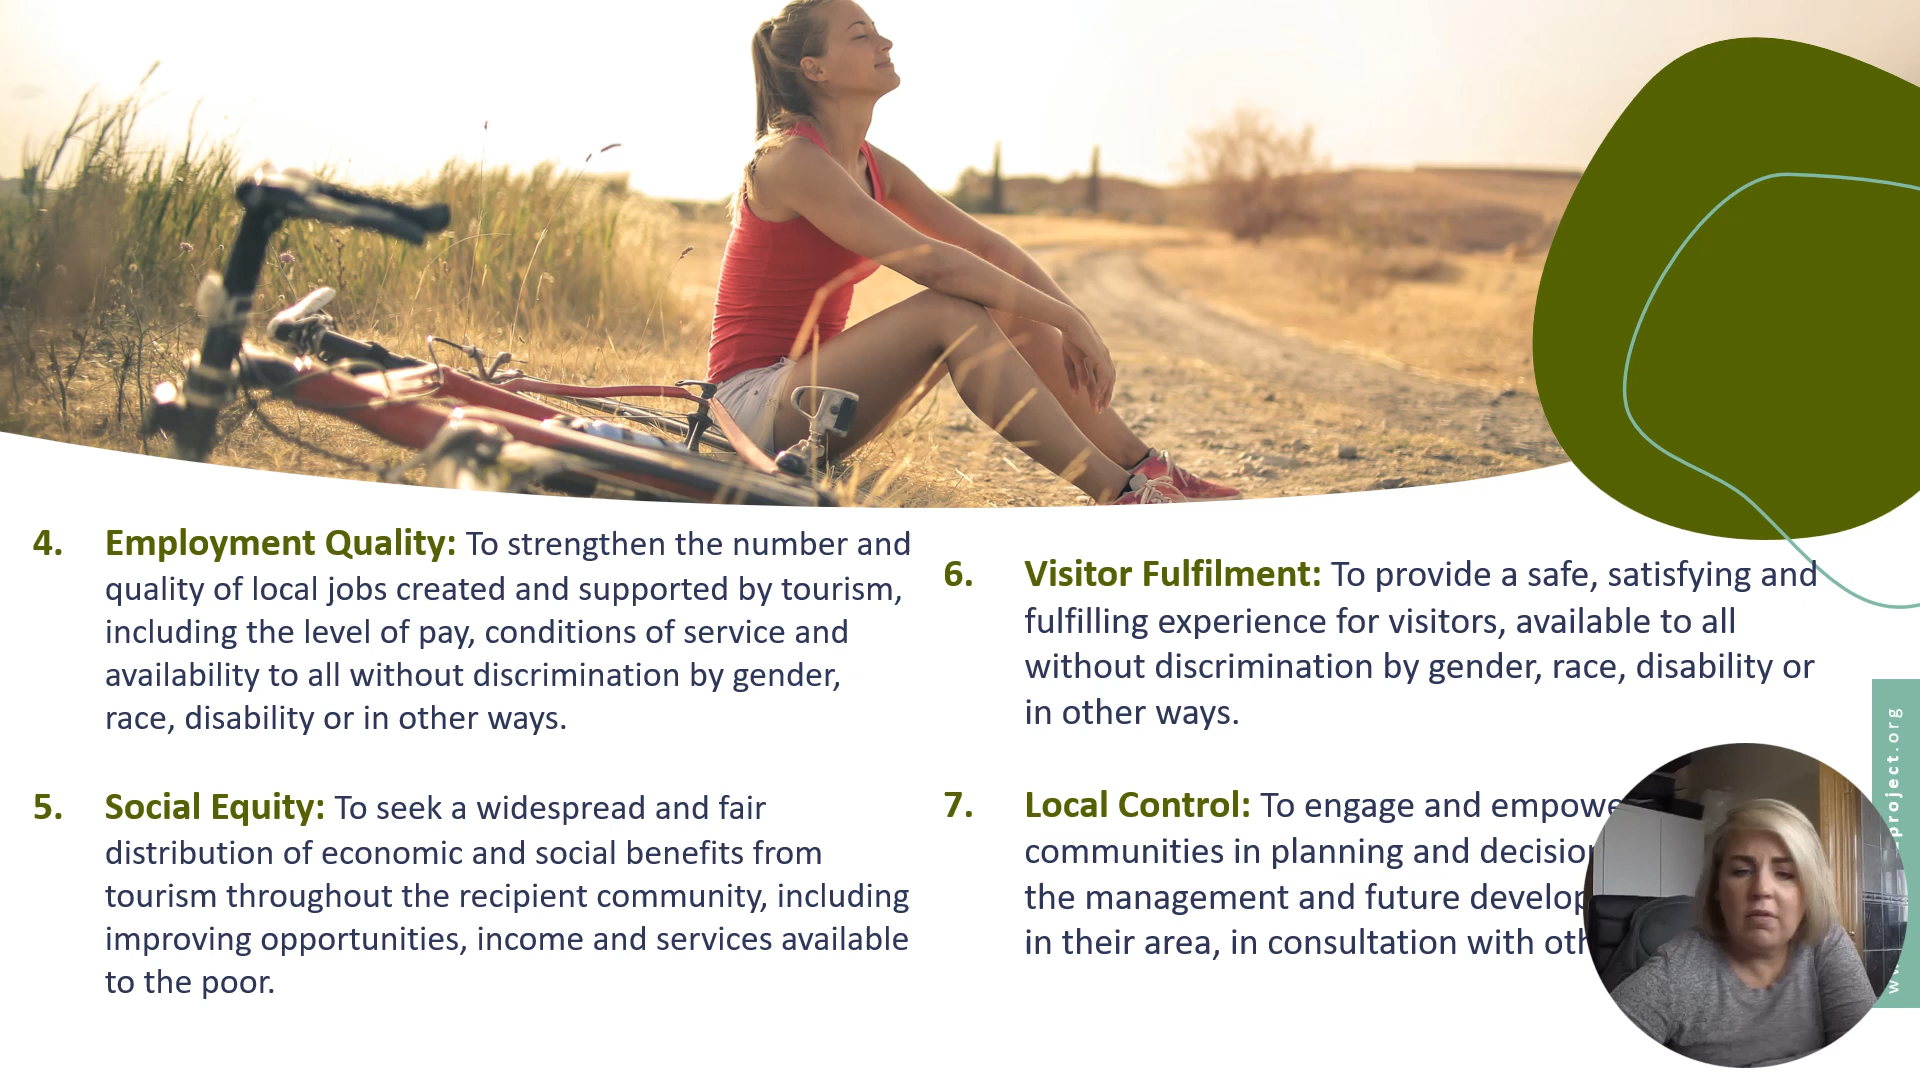 4. Employment Quality: To strengthen the number and
quality of local jobs created and supported by tourism,
including the level of pay, conditions of service and
availability to all without discrimination by gender,
race, disability or in other ways.
5. Social Equity: To seek a widespread and fair
distribution of economic and social benefits from
tourism throughout the recipient community, including
improving opportunities, income and services available
to the poor.
6. Visitor Fulfilment: To provide a safe, satisfying and
fulfilling experience for visitors, available to all
without discrimination by gender, race, disability or
in other ways.
7. Local Control: To engage and
communities in planning and
the management and future
in their area, in consultation with
project.org